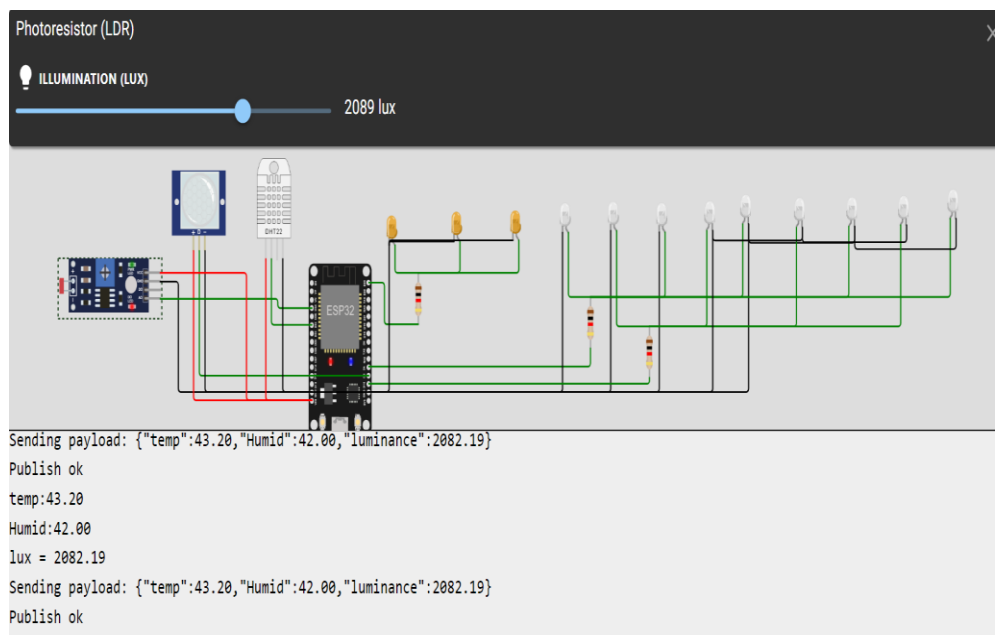 Photoresistor (LDR)
ILLUMINATION (LUX)
2089 lux
DHT22
ESP32
Sending payload: {"temp":43.20,"Humid":42.00,"luminance":2082.19}
Publish ok
temp:43.20
Humid:42.00
lux = 2082.19
Sending payload: {"temp":43.20,"Humid":42.00,"luminance":2082.19}
Publish ok